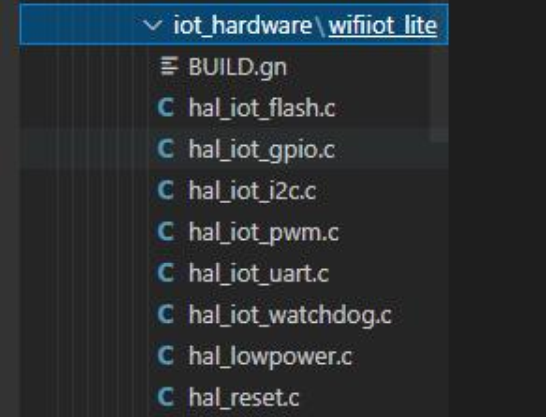 iot_hardware\wifiiot_lite
BUILD.gn
C hal_iot_flash.c
C hal_iot_gpio.c
C hal_iot_i2c.c
C hal_iot_pwm.c
C hal_iot_uart.c
C hal_iot_watchdog.c
C hal_lowpower.c
C hal_reset.c